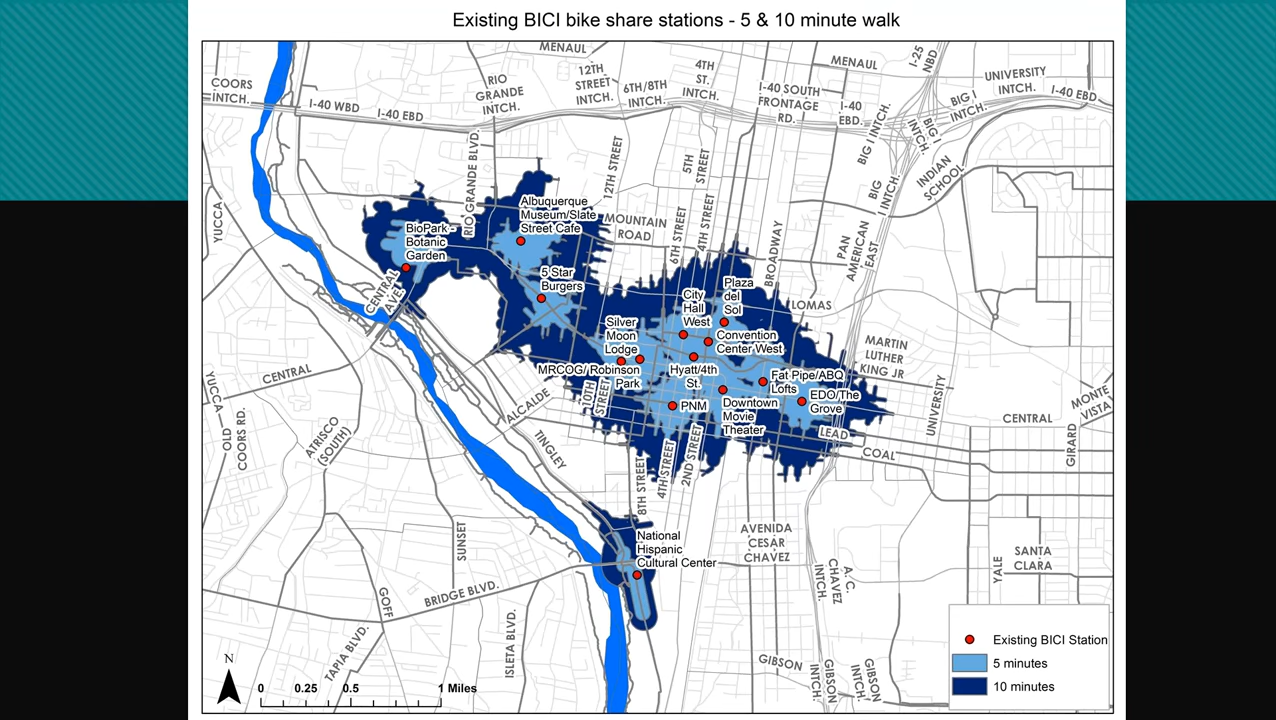 Existing BICI bike share stations - 5 & 10 minute walk
MENAUL
4TH
ST.
INTCH.
MENAUL
I-25
NBD
COORS
INTCH.
RIO
GRANDE
INTCH.
12TH
STREET
INTCH.
6TH/8TH
INTCH.
I-40 SOUTH
FRONTAGE
RD.
I-40
EBD.
UNIVERSITY
INTCH.
BIG I
INTCH.
I-40 EBD
I-40 WBD
I-40 EBD
BIG I INTCH.
BIG I
INTCH.
INDIAN
SCHOOL
BIG
I INTCH.
RIO GRANDE BLVD.
12TH STREET
5TH
STREET
YUCCA
Albuquerque
Museum/Slate
Street Cafe
MOUNTAIN
ROAD
6TH STREET
4TH STREET
BROADWAY
PAN
AMERICAN
EAST
BioPark -
Botanic
Garden
CENTRAL
AVE.
5 Star
Burgers
City
Hall
West
Plaza
del
Sol
LOMAS
Silver
Moon
Lodge
Convention
Center West
MARTIN
LUTHER
KING JR
MRCOG/ Robinson
Park
Hyatt/4th
St.
Fat Pipe/ABQ
Lofts
EDO/The
Grove
CENTRAL
YUCCA
OLD
COORS RD.
ATRISCO
(SOUTH)
ALCALDE
10TH
STREET
PNM
Downtown
Movie
Theater
LEAD
COAL
UNIVERSITY
CENTRAL
MONTE
VISTA
GIRARD
TINGLEY
8TH STREET
4TH STREET
2ND STREET
SUNSET
National
Hispanic
Cultural Center
AVENIDA
CESAR
CHAVEZ
A. C.
CHAVEZ
INTCH.
YALE
SANTA
CLARA
GOFF
BRIDGE BLVD.
TAPIA BLVD.
ISLETA BLVD.
GIBSON
GIBSON
INTCH.
GIBSON
INTCH.
Existing BICI Station
5 minutes
10 minutes
N
0 0.25 0.5 1 Miles